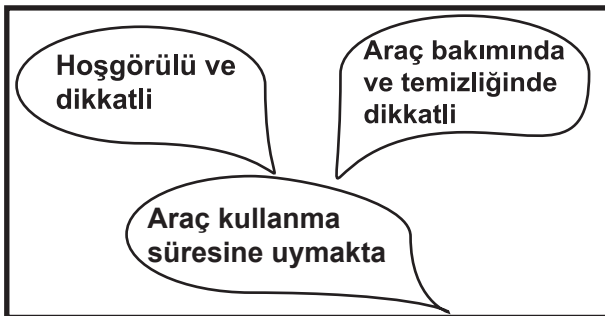 Hoşgörülü ve
dikkatli
Araç bakımında
ve temizliğinde
dikkatli
Araç kullanma
süresine uymakta